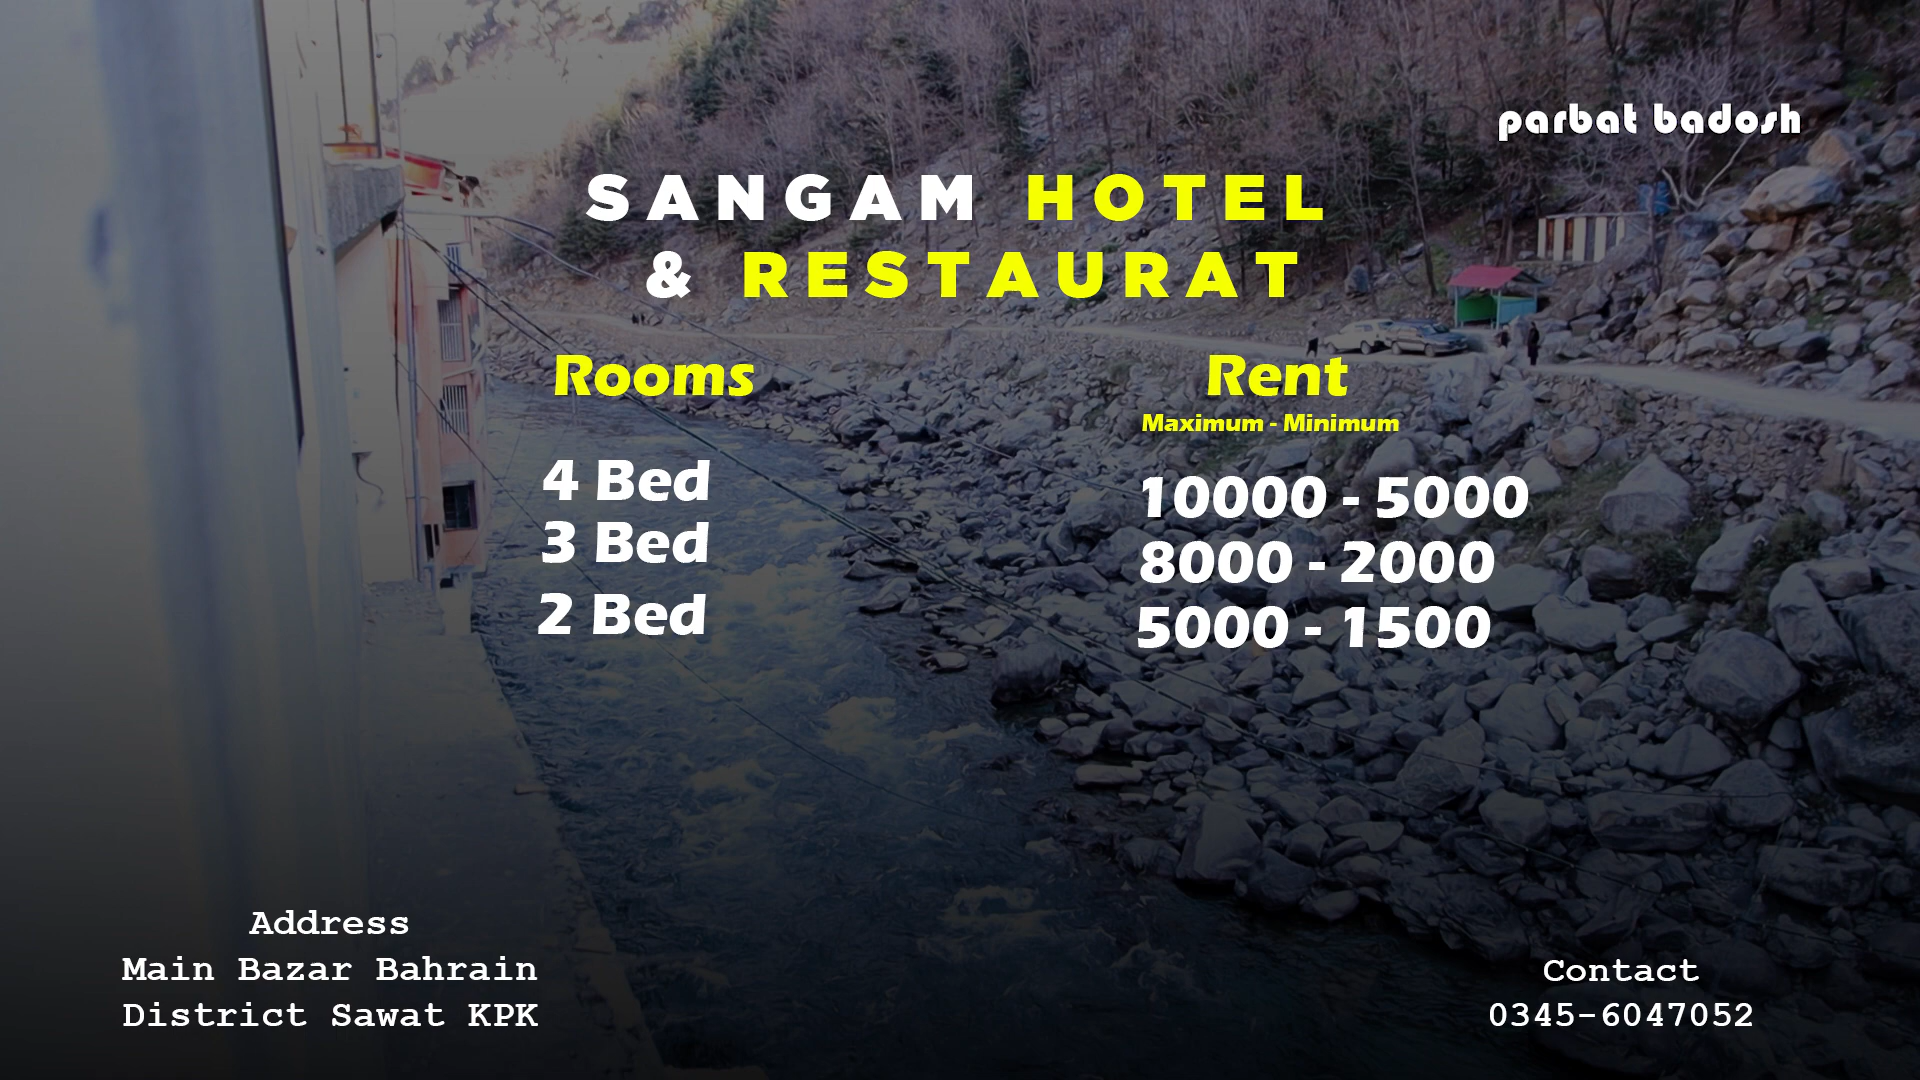 parbat badosh
SANGAM HOTEL
& RESTAURAT
Rooms
Rent
Maximum - Minimum
4 Bed
10000 - 5000
3 Bed
8000 - 2000
2 Bed
5000 - 1500
Address
Main Bazar Bahrain
District Sawat KPK
Contact
0345-6047052